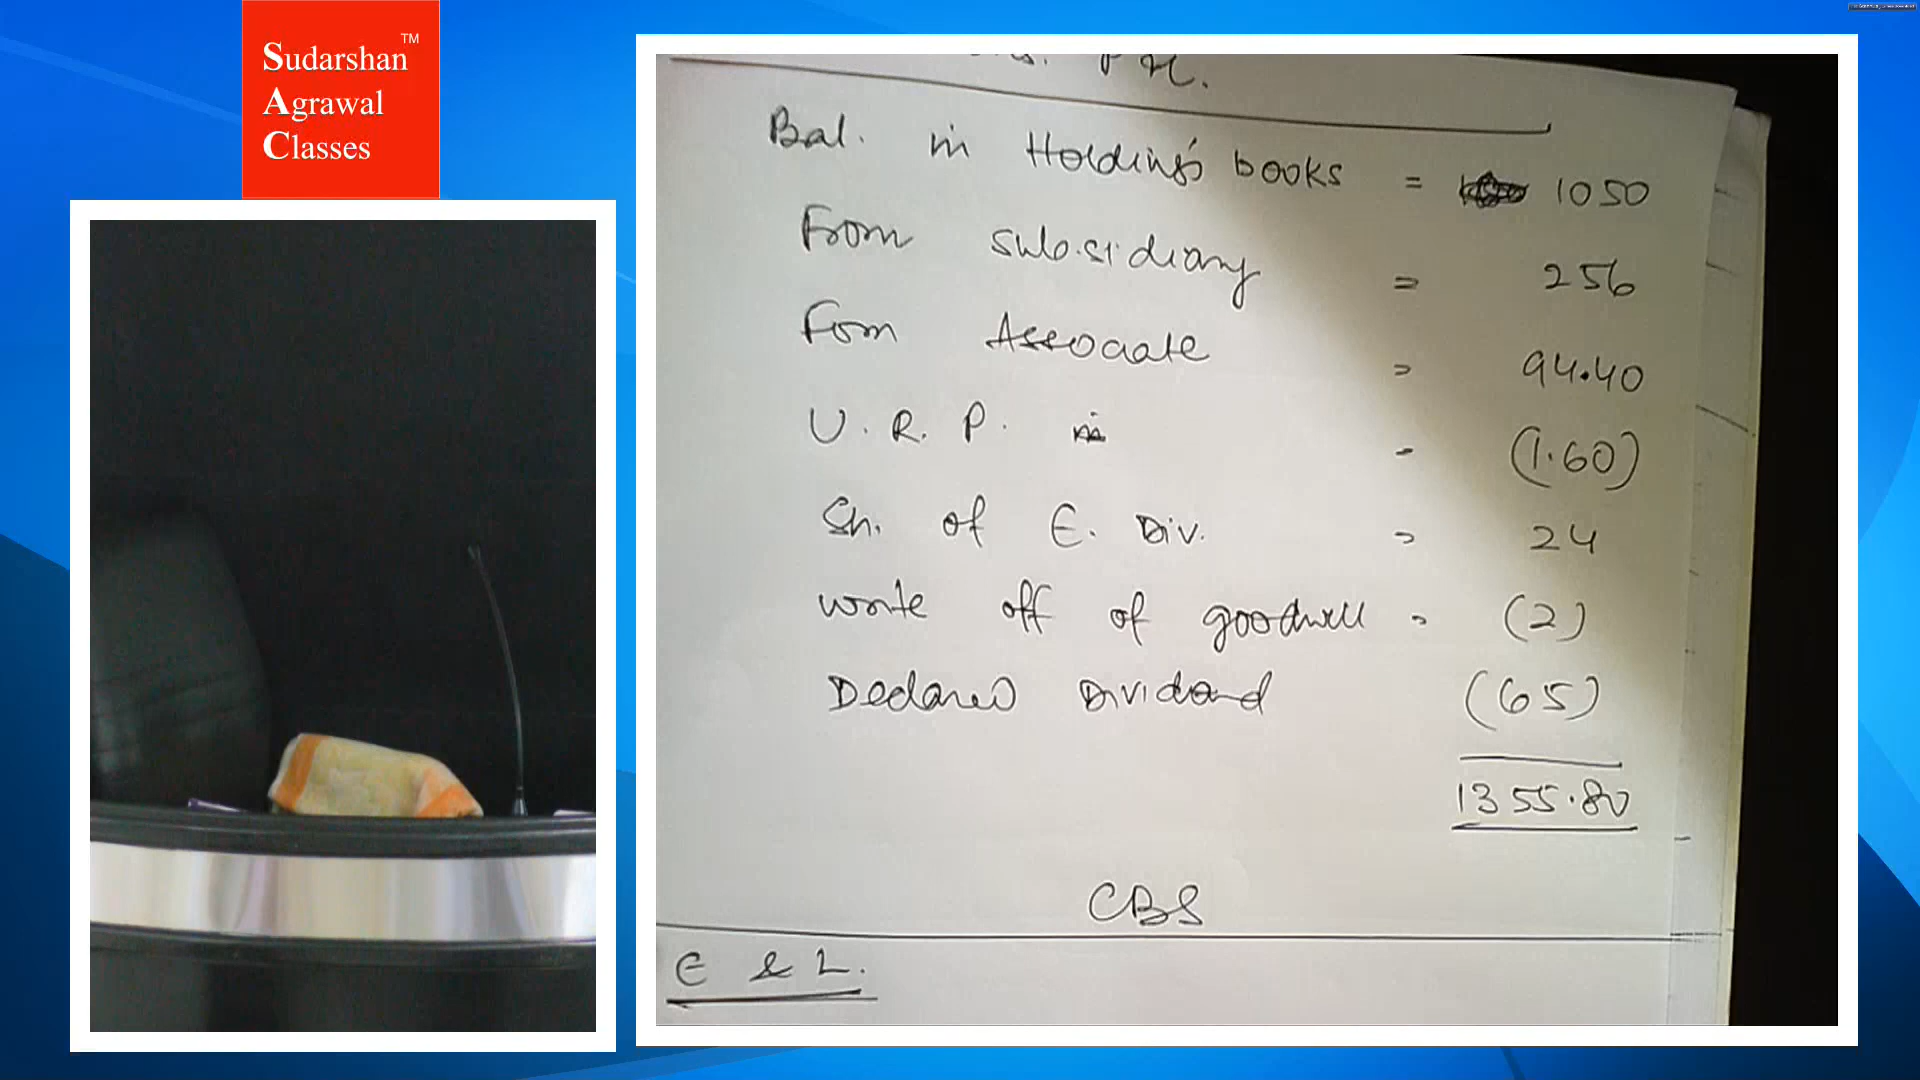 Sudarshan™
Agrawal
Classes
Bal. in Holding's books = 1050
From subsidiary = 256
From Associate = 94.40
U.R.P. = (1.60)
Sh. of E. Div. = 24
write off of goodwill = (2)
Declared Dividend (65)
1355.80
CBS
E & L.